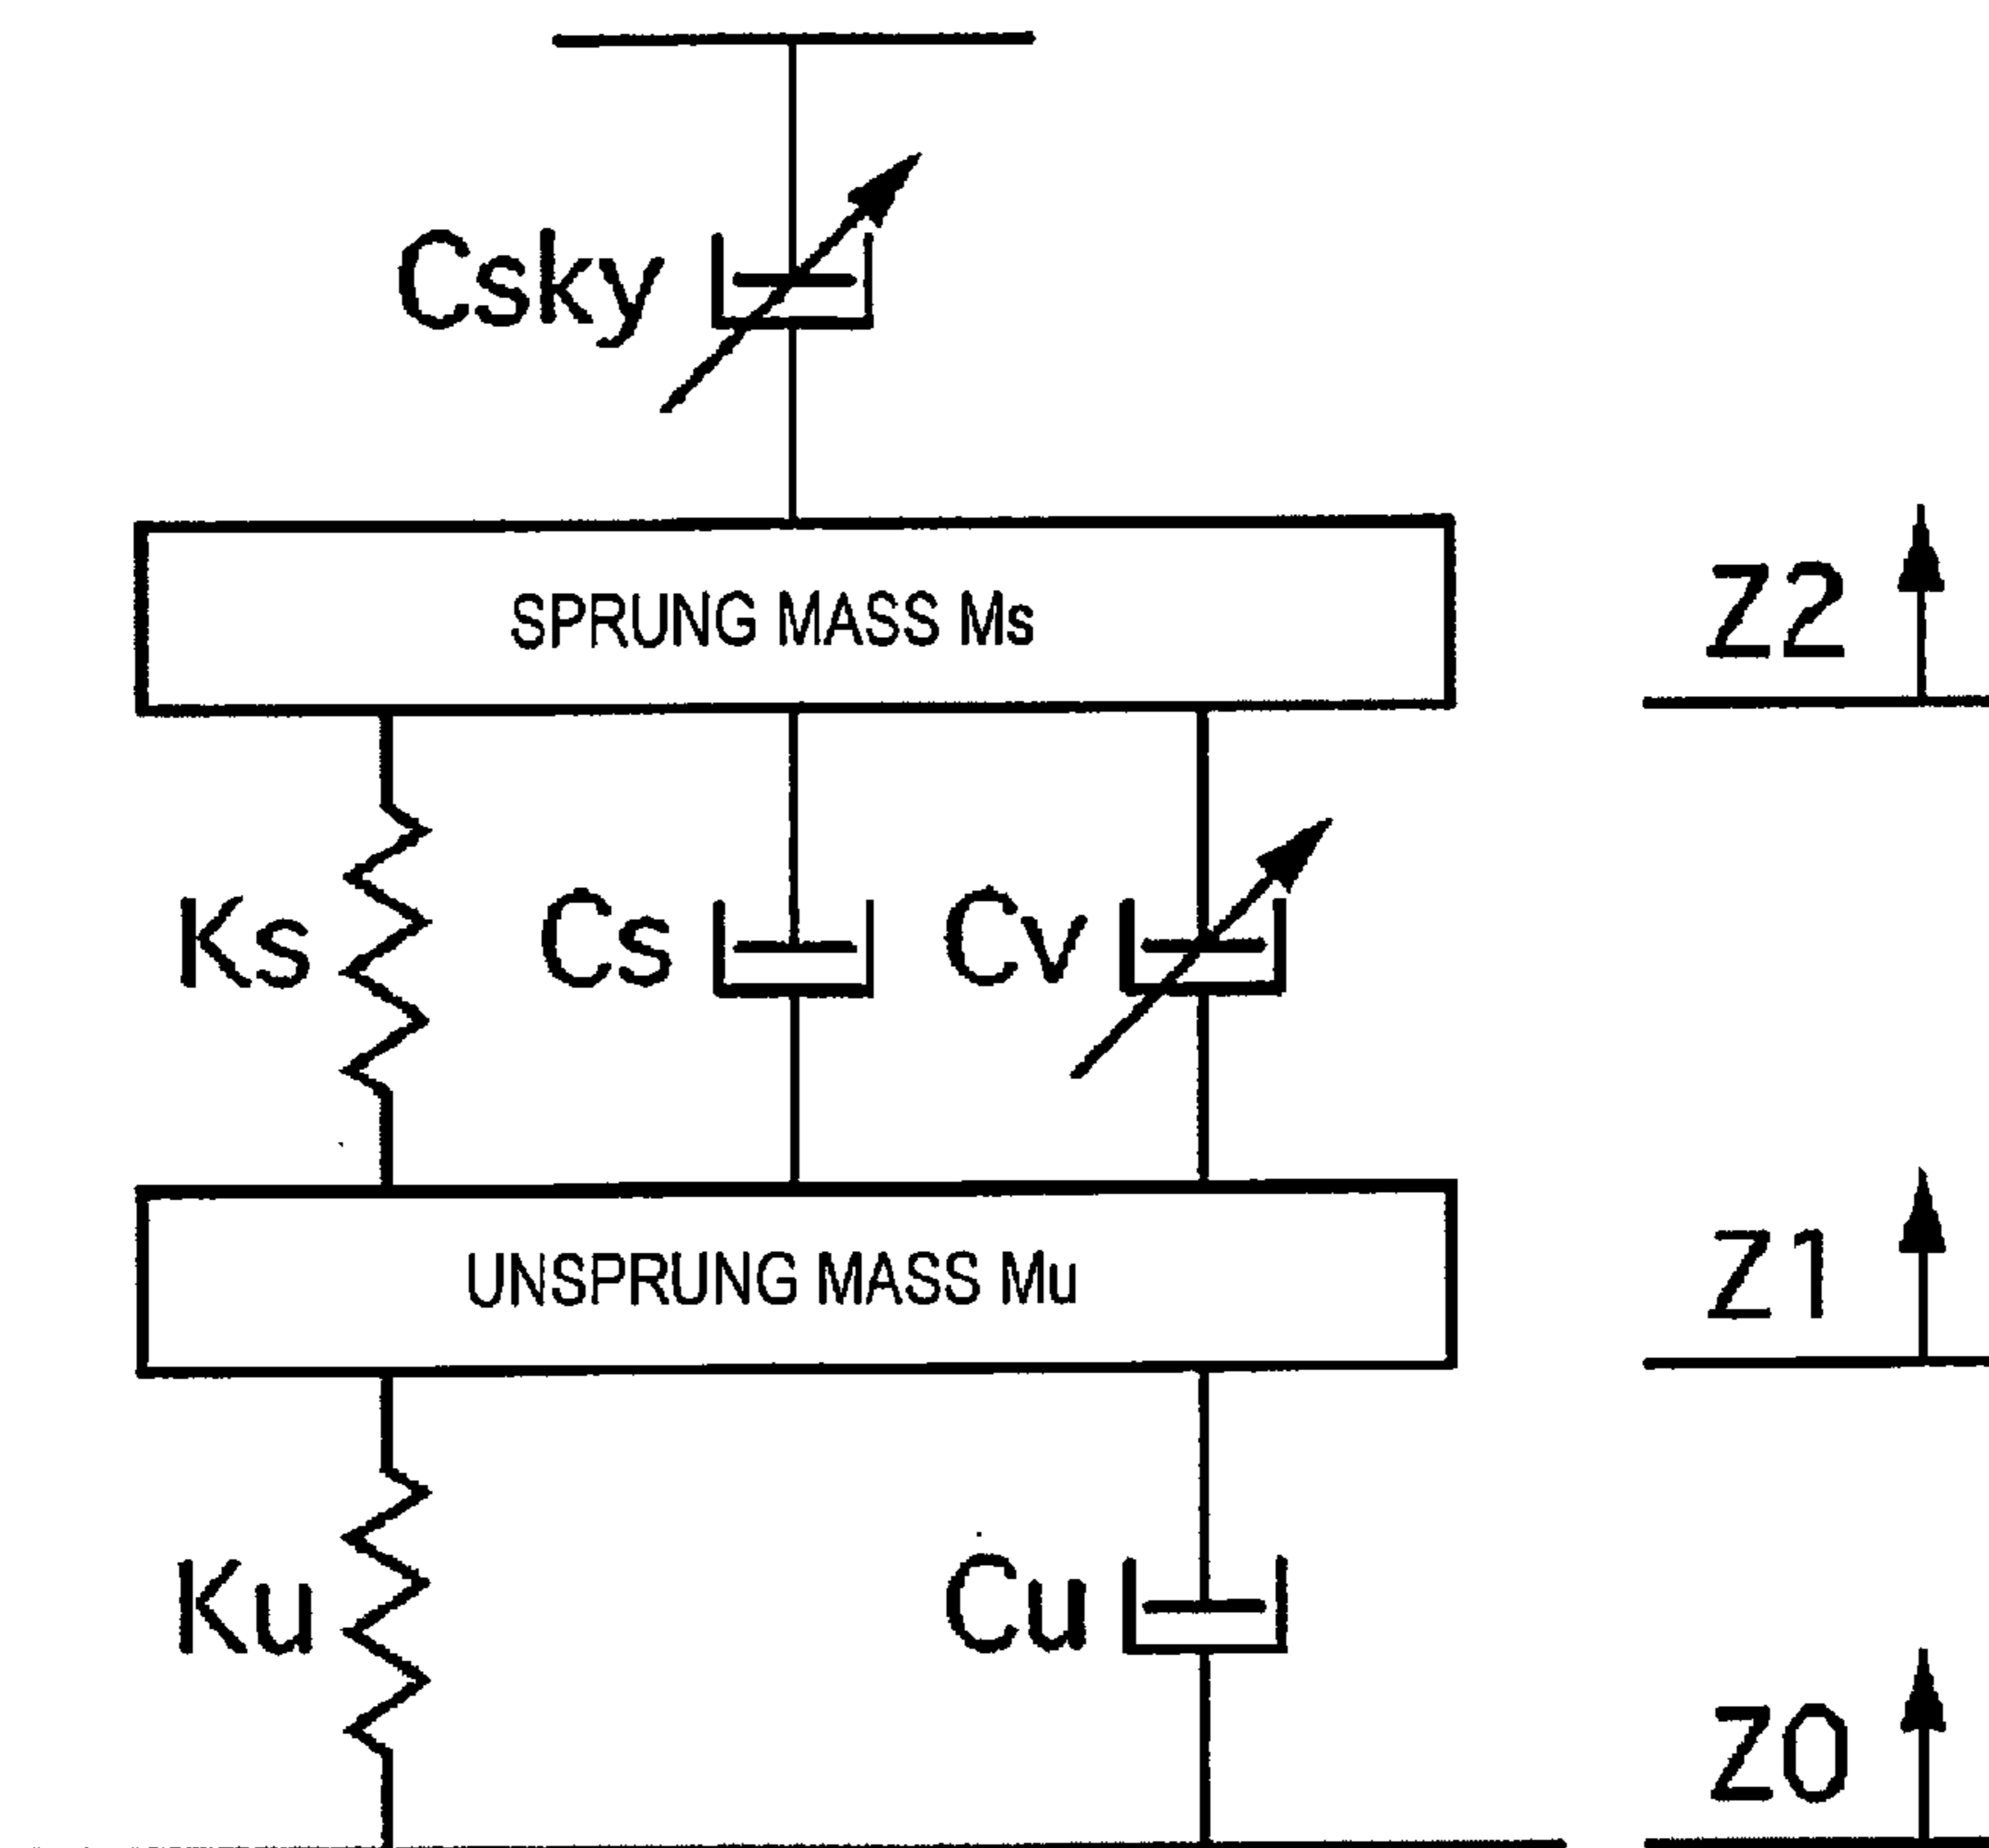 Csky
SPRUNG MASS Ms
Z2
Ks
Cs
Cv
UNSPRUNG MASS Mu
Z1
Ku
Cu
Z0